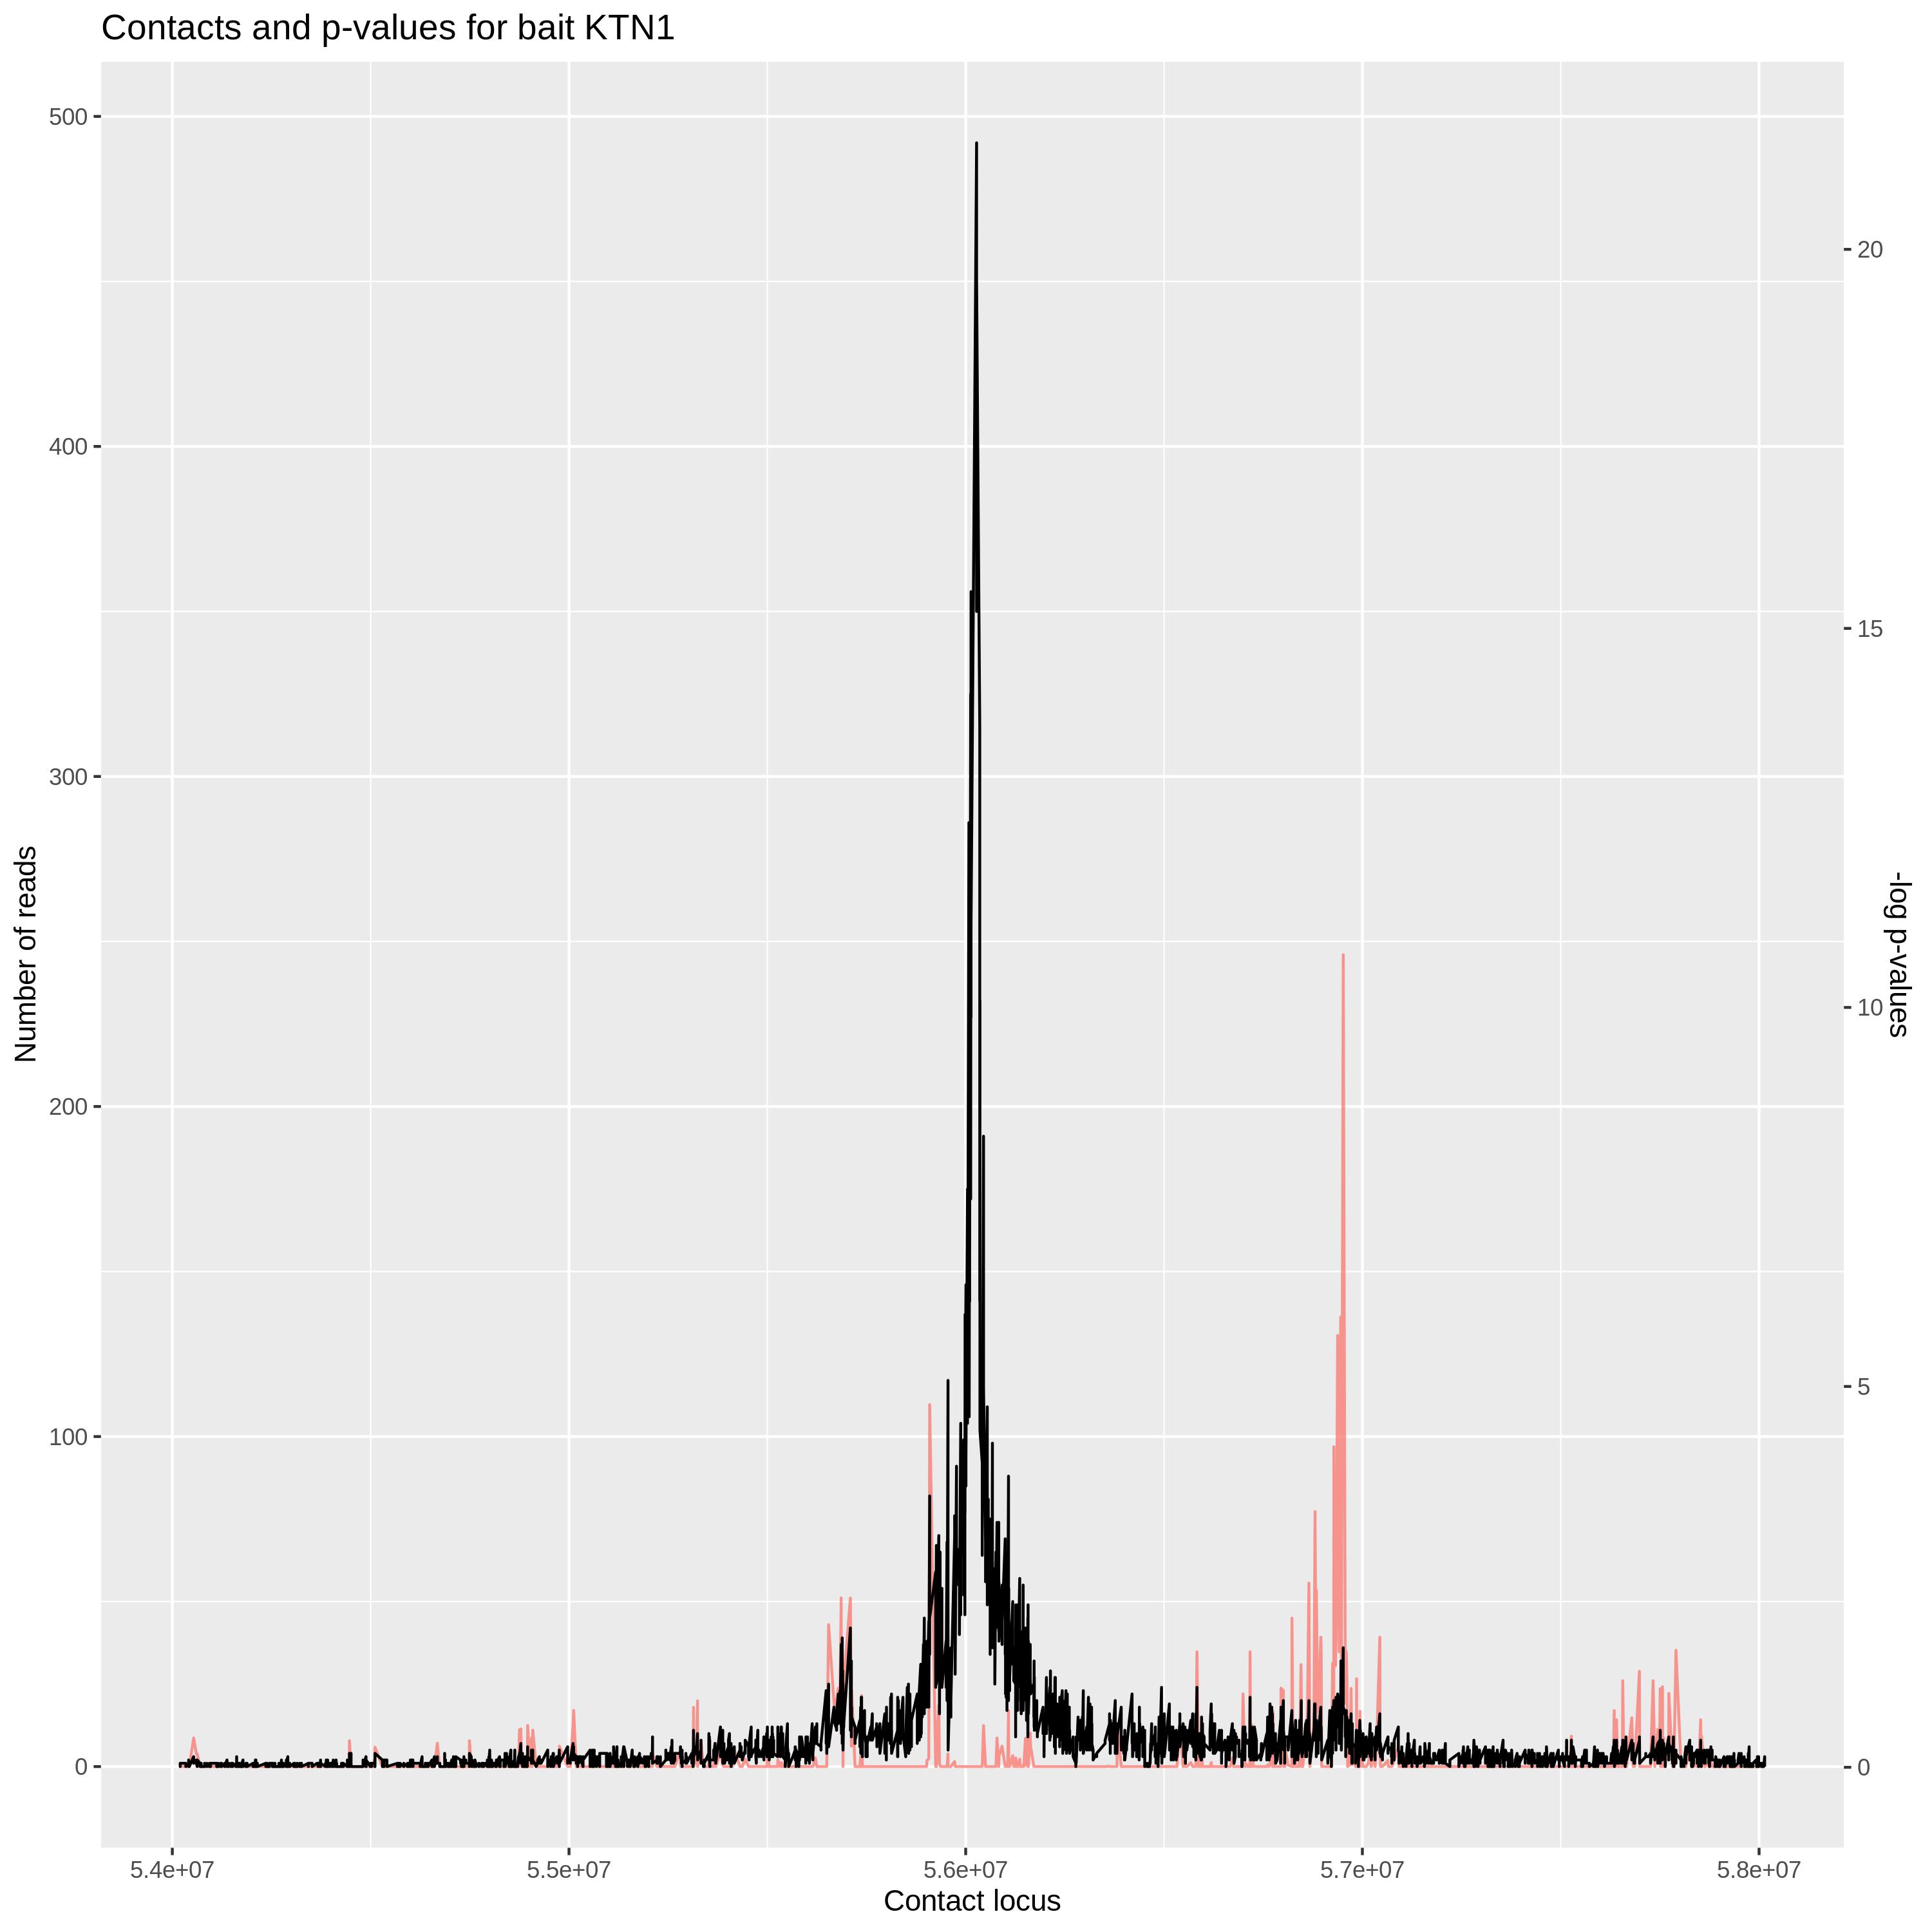 Contacts and p-values for bait KTN1
500
400
300
200
100
0
Number of reads
20
15
10
5
0
-log p-values
5.4e+07
5.5e+07
5.6e+07
5.7e+07
5.8e+07
Contact locus